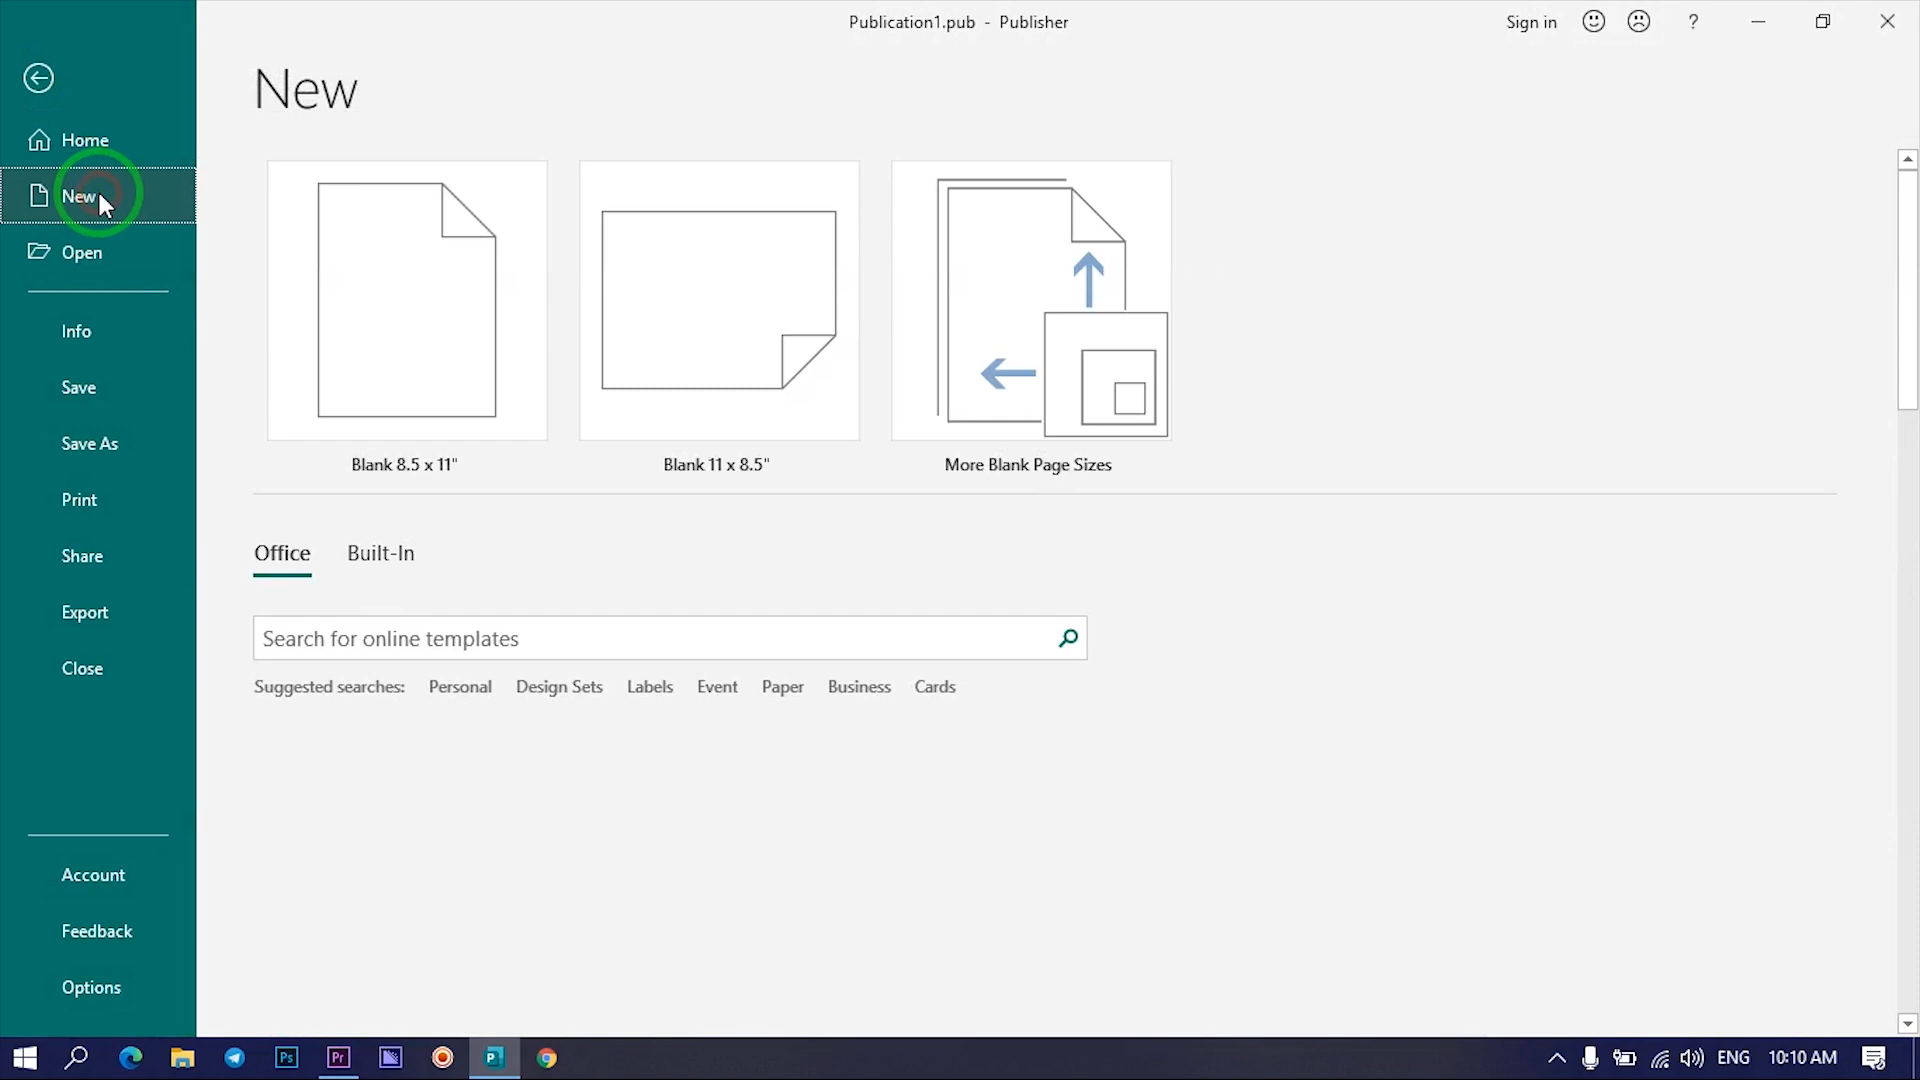 Publication1.pub - Publisher
Sign in
?
Home
New
Open
Info
Save
Save As
Print
Share
Export
Close
Account
Feedback
Options
New
Blank 8.5 x 11"
Blank 11 x 8.5"
More Blank Page Sizes
Office Built-In
Search for online templates
Suggested searches: Personal Design Sets Labels Event Paper Business Cards
Ps
Pr
P
ENG 10:10 AM